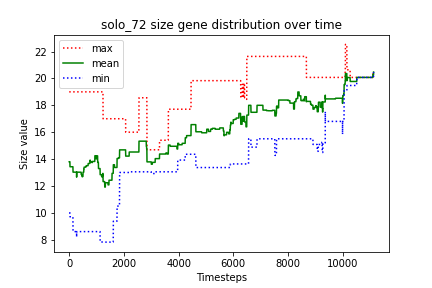 solo_72 size gene distribution over time
max
mean
min
22
20
18
16
14
12
10
8
Size value
0
2000
4000
6000
8000
10000
Timesteps